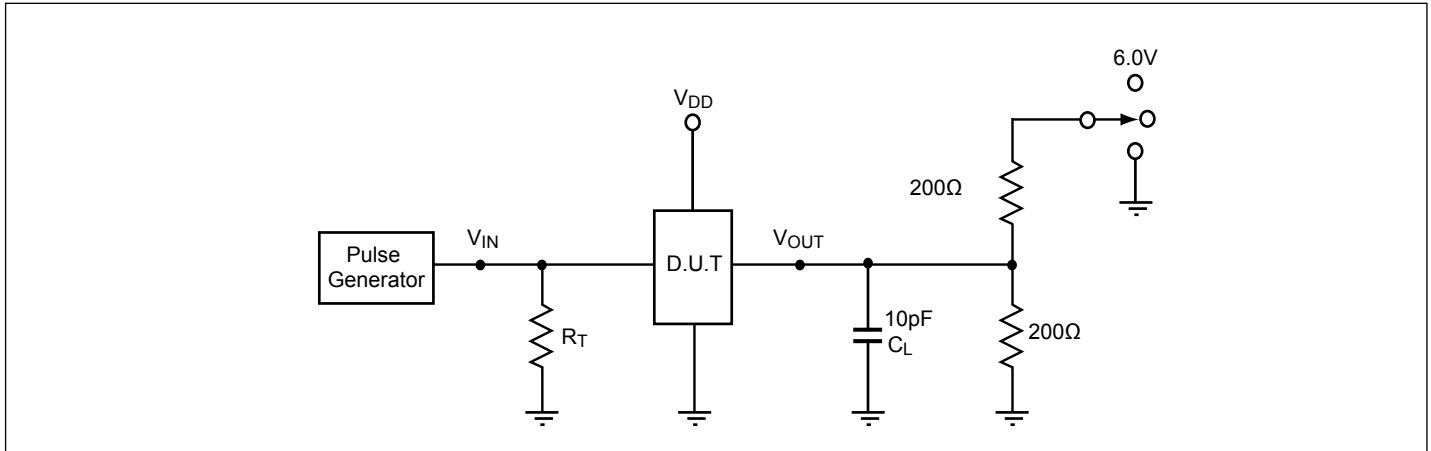 6.0V
VDD
200Ω
Pulse
Generator
VIN
D.U.T
VOUT
RT
10pF
CL
200Ω